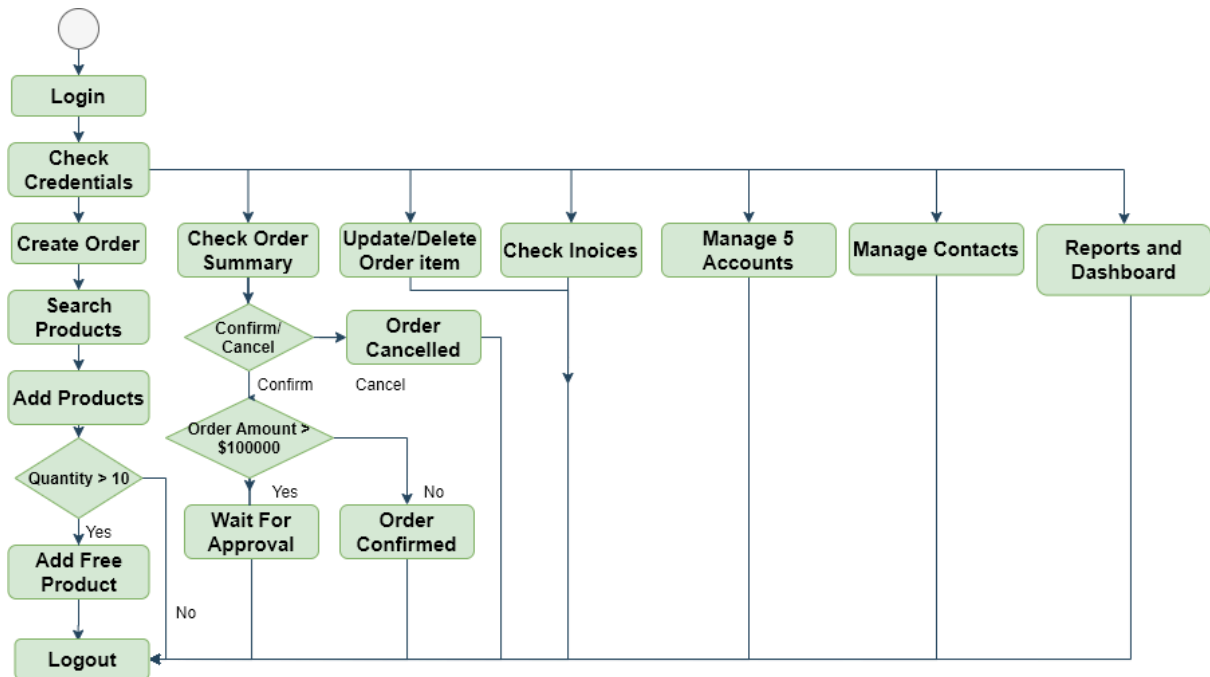 Login
Check
Credentials
Create Order
Search
Products
Add Products
Quantity > 10
Yes
Add Free
Product
No
Logout
Check Order
Summary
Confirm/
Cancel
Confirm
Cancel
Order
Cancelled
Order Amount >
$100000
Yes
No
Wait For
Approval
Order
Confirmed
Update/Delete
Order item
Check Inoices
Manage 5
Accounts
Manage Contacts
Reports and
Dashboard